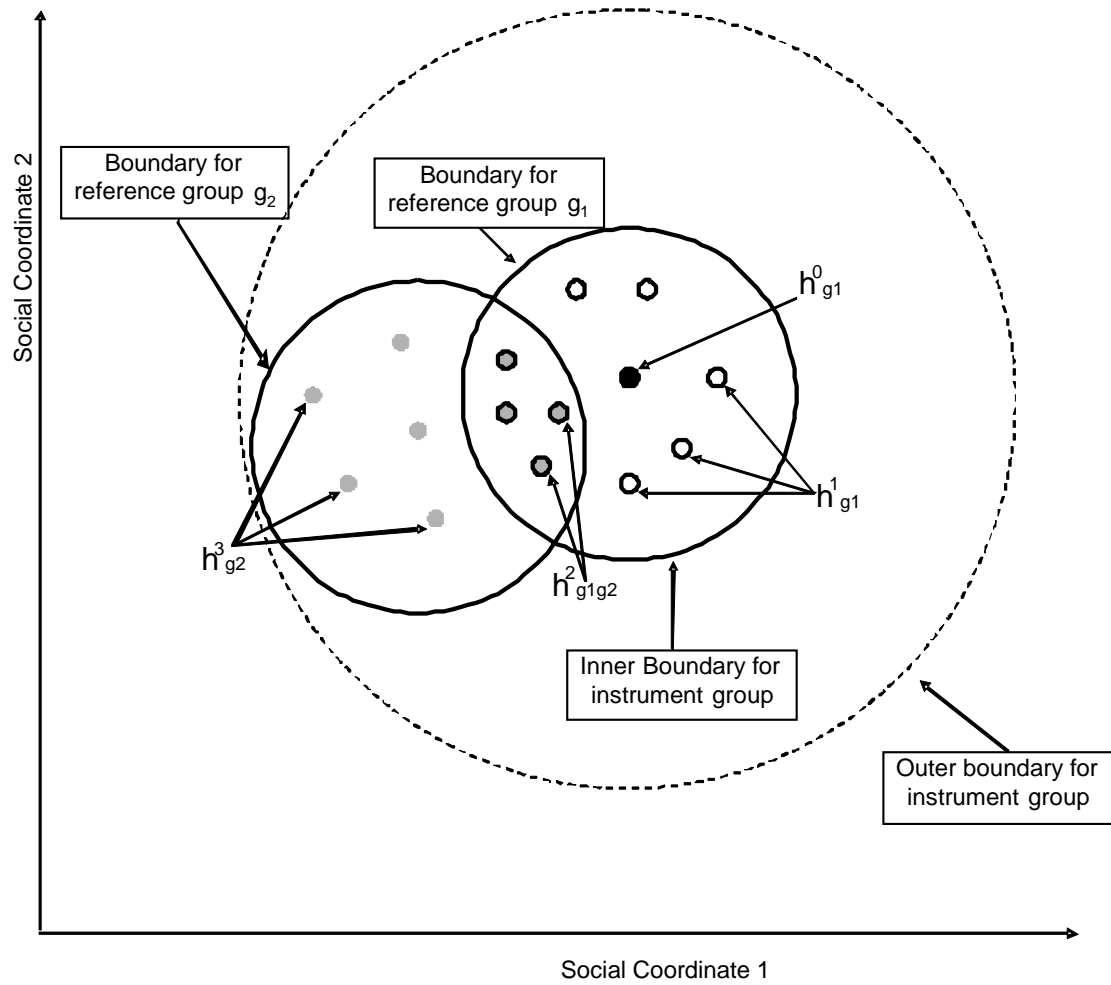 Social Coordinate 2
Boundary for
reference group g₂
Boundary for
reference group g₁
h⁰g1
h¹g1
h³g2
h²g1g2
Inner Boundary for
instrument group
Outer boundary for
instrument group
Social Coordinate 1